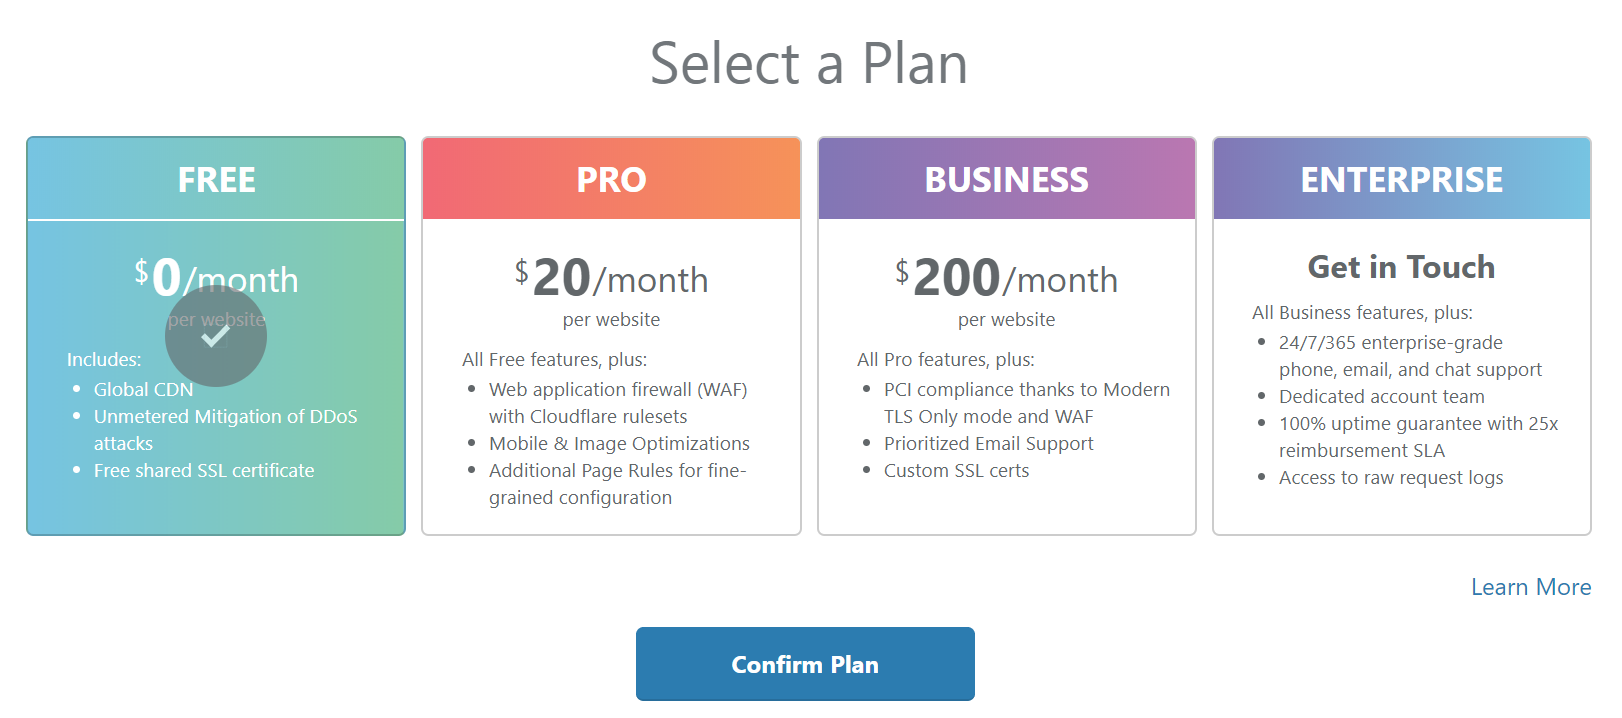 Select a Plan
FREE
$0/month
per website
Includes:
• Global CDN
• Unmetered Mitigation of DDoS
attacks
• Free shared SSL certificate
PRO
$20/month
per website
All Free features, plus:
• Web application firewall (WAF)
with Cloudflare rulesets
• Mobile & Image Optimizations
• Additional Page Rules for fine-
grained configuration
BUSINESS
$200/month
per website
All Pro features, plus:
• PCI compliance thanks to Modern
TLS Only mode and WAF
• Prioritized Email Support
• Custom SSL certs
ENTERPRISE
Get in Touch
All Business features, plus:
• 24/7/365 enterprise-grade
phone, email, and chat support
• Dedicated account team
• 100% uptime guarantee with 25x
reimbursement SLA
• Access to raw request logs
Learn More
Confirm Plan